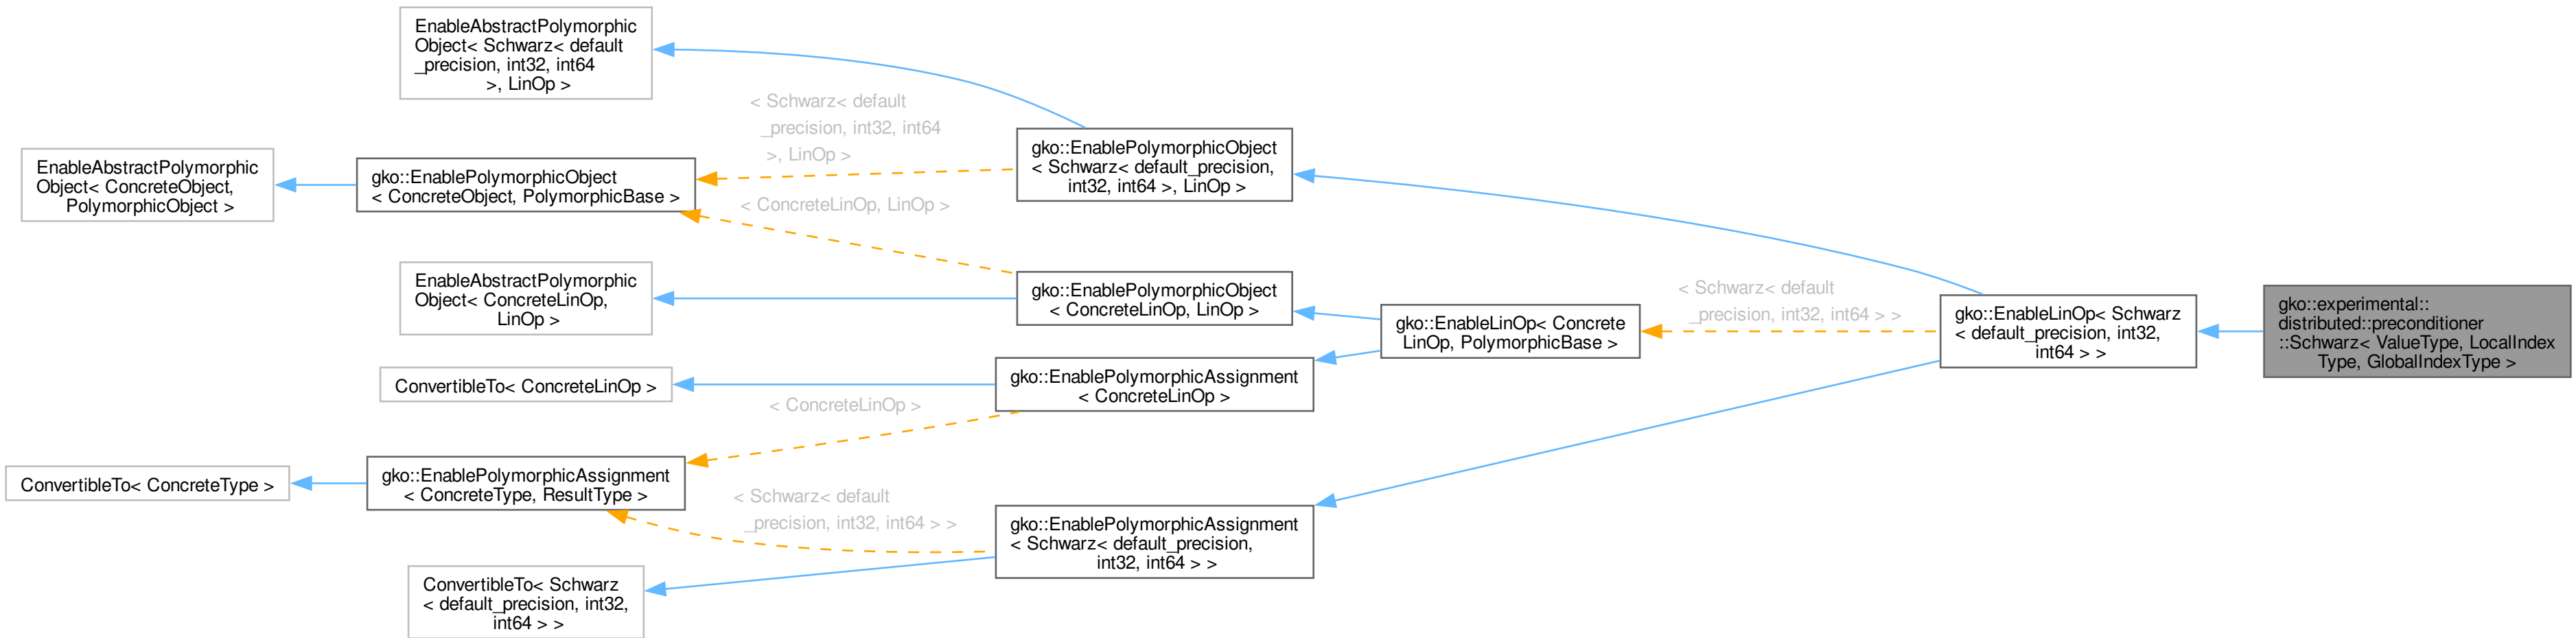 EnableAbstractPolymorphic
Object< Schwarz< default
_precision, int32, int64
>, LinOp >
EnableAbstractPolymorphic
Object< ConcreteObject,
PolymorphicObject >
gko::EnablePolymorphicObject
< ConcreteObject, PolymorphicBase >
< Schwarz< default
_precision, int32, int64
>, LinOp >
< ConcreteLinOp, LinOp >
gko::EnablePolymorphicObject
< Schwarz< default_precision,
int32, int64 >, LinOp >
EnableAbstractPolymorphic
Object< ConcreteLinOp,
LinOp >
gko::EnablePolymorphicObject
< ConcreteLinOp, LinOp >
ConvertibleTo< ConcreteLinOp >
gko::EnablePolymorphicAssignment
< ConcreteLinOp >
< ConcreteLinOp >
gko::EnableLinOp< Concrete
LinOp, PolymorphicBase >
< Schwarz< default
_precision, int32, int64 > >
gko::EnableLinOp< Schwarz
< default_precision, int32,
int64 > >
gko::experimental::
distributed::preconditioner
::Schwarz< ValueType, LocalIndex
Type, GlobalIndexType >
ConvertibleTo< ConcreteType >
gko::EnablePolymorphicAssignment
< ConcreteType, ResultType >
< Schwarz< default
_precision, int32, int64 > >
gko::EnablePolymorphicAssignment
< Schwarz< default_precision,
int32, int64 > >
ConvertibleTo< Schwarz
< default_precision, int32,
int64 > >